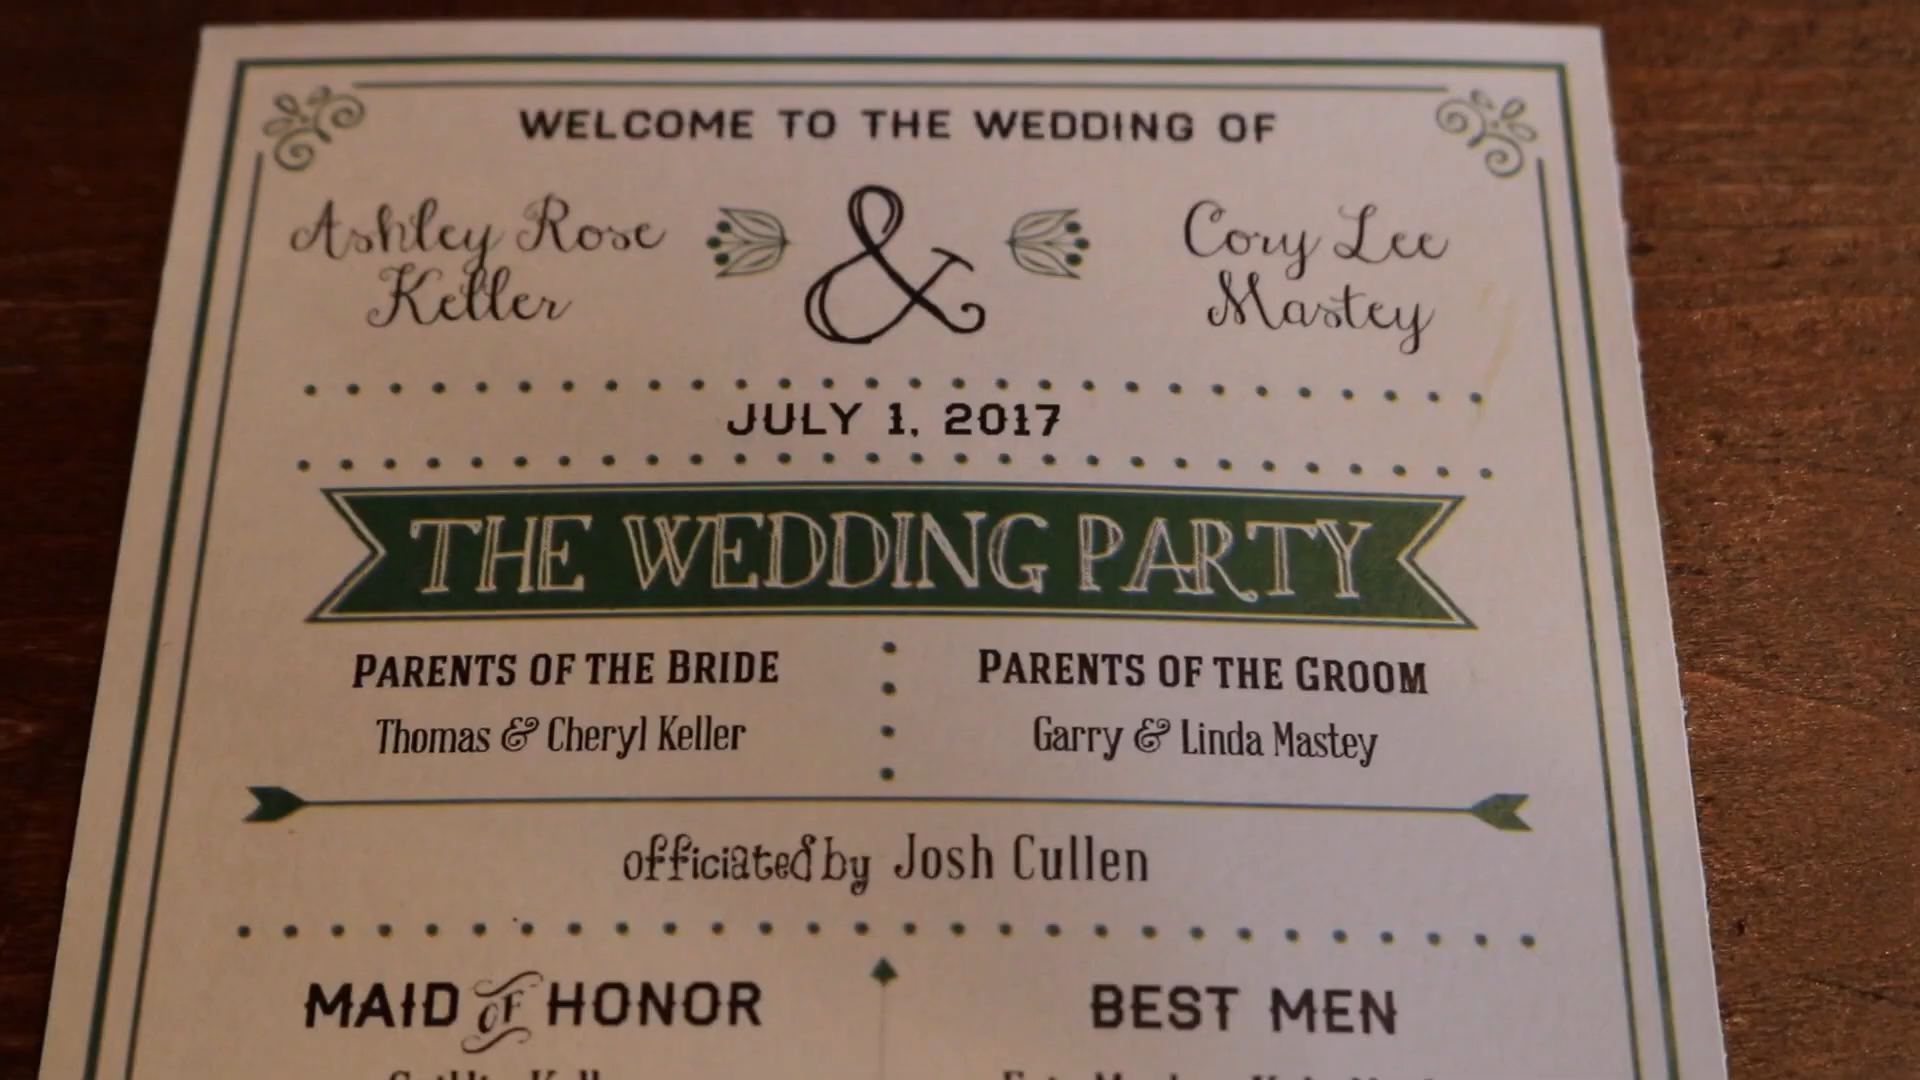 WELCOME TO THE WEDDING OF
Ashley Rose
Keller
&
Cory Lee
Mastey
JULY 1, 2017
THE WEDDING PARTY
PARENTS OF THE BRIDE
Thomas & Cheryl Keller
PARENTS OF THE GROOM
Garry & Linda Mastey
officiated by Josh Cullen
MAID OF HONOR
BEST MEN